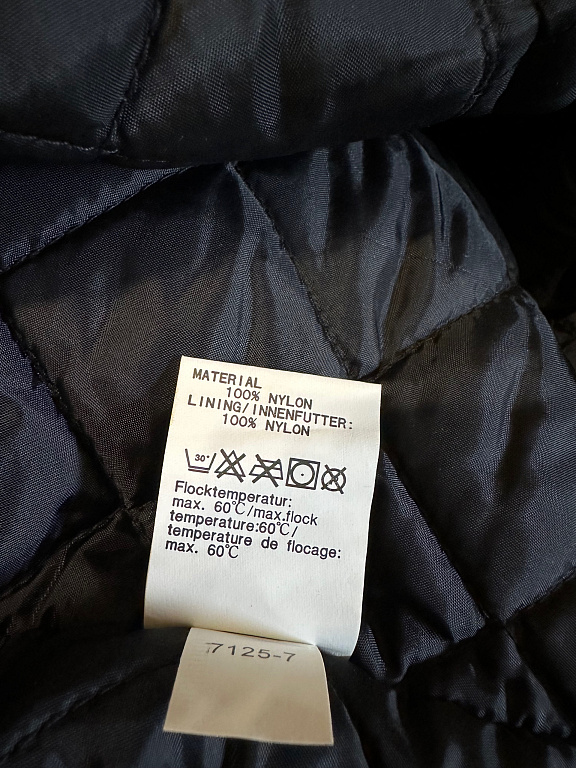 MATERIAL
100% NYLON
LINING/INNENFUTTER:
100% NYLON
30°
Flocktemperatur:
max. 60℃/max.flock
temperature:60℃/
temperature de flocage:
max. 60℃
7125-7